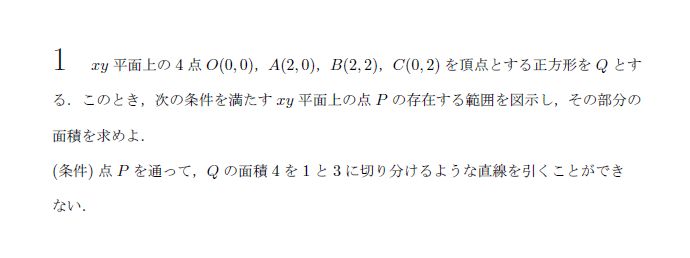 1 xy 平面上の 4 点 O(0, 0)，A(2, 0)，B(2, 2)，C(0, 2) を頂点とする正方形を Q とす
る．このとき，次の条件を満たす xy 平面上の点 P の存在する範囲を図示し，その部分の
面積を求めよ．
(条件) 点 P を通って，Q の面積 4 を 1 と 3 に切り分けるような直線を引くことができ
ない．